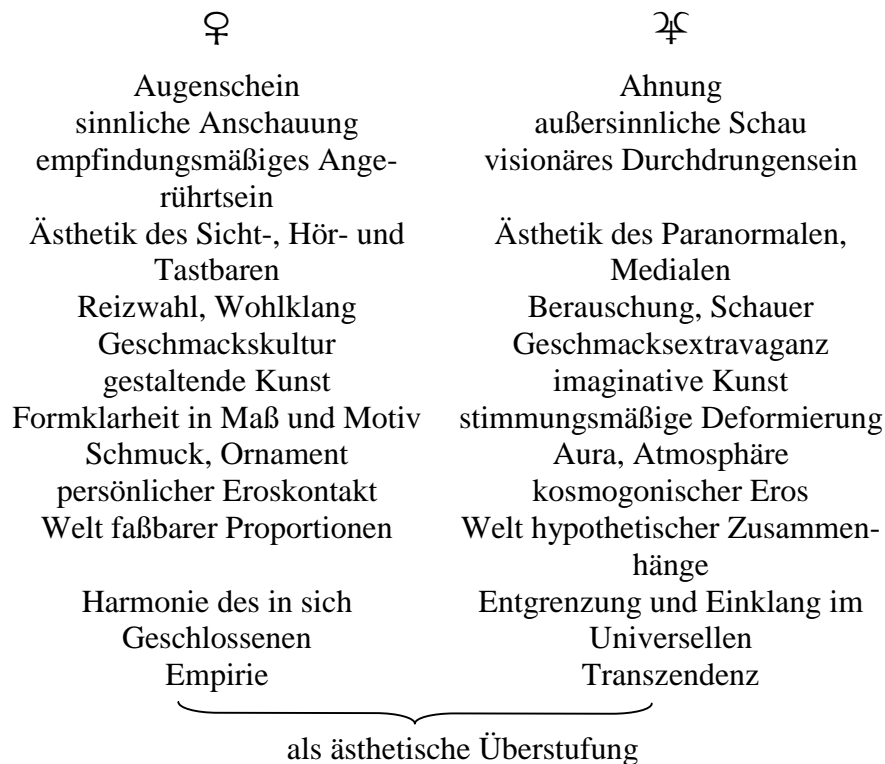 ♀
Augenschein
sinnliche Anschauung
empfindungsmäßiges Ange-
rührtsein
Ästhetik des Sicht-, Hör- und
Tastbaren
Reizwahl, Wohlklang
Geschmackskultur
gestaltende Kunst
Formklarheit in Maß und Motiv
Schmuck, Ornament
persönlicher Eroskontakt
Welt faßbarer Proportionen
Harmonie des in sich
Geschlossenen
Empirie
♆
Ahnung
außersinnliche Schau
visionäres Durchdrungensein
Ästhetik des Paranormalen,
Medialen
Berauschung, Schauer
Geschmacksextravaganz
imaginative Kunst
stimmungsmäßige Deformierung
Aura, Atmosphäre
kosmogonischer Eros
Welt hypothetischer Zusammen-
hänge
Entgrenzung und Einklang im
Universellen
Transzendenz
als ästhetische Überstufung